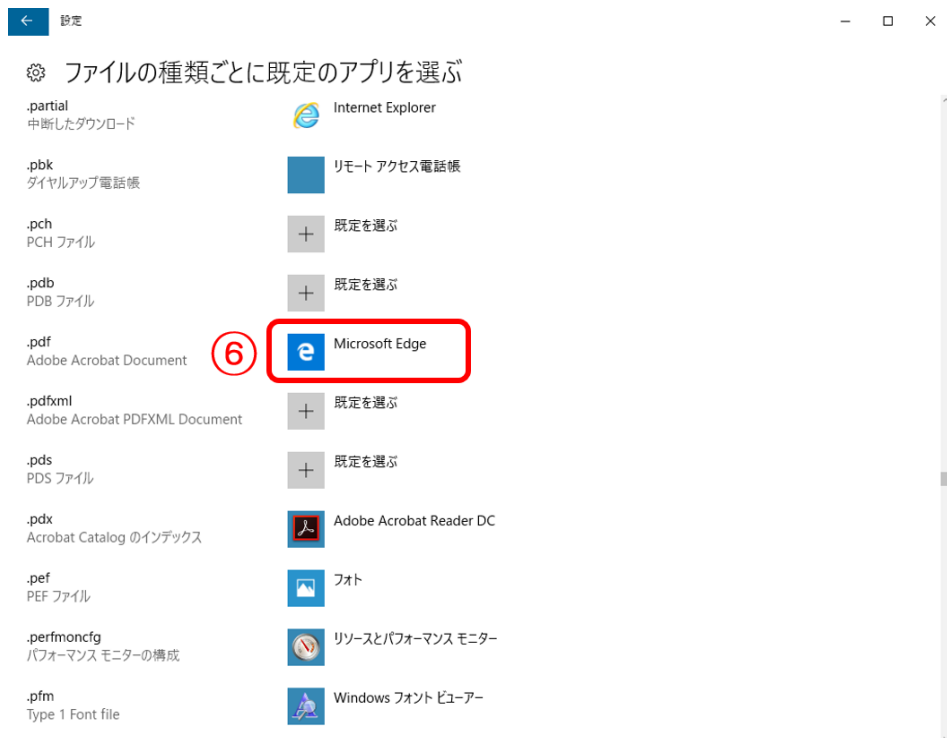 設定
ファイルの種類ごとに既定のアプリを選ぶ
.partial
中断したダウンロード
Internet Explorer
.pbk
ダイヤルアップ電話帳
リモート アクセス電話帳
.pch
PCH ファイル
既定を選ぶ
.pdb
PDB ファイル
既定を選ぶ
.pdf
Adobe Acrobat Document
⑥
Microsoft Edge
.pdfxml
Adobe Acrobat PDFXML Document
既定を選ぶ
.pds
PDS ファイル
既定を選ぶ
.pdx
Acrobat Catalog のインデックス
Adobe Acrobat Reader DC
.pef
PEF ファイル
フォト
.perfmoncfg
パフォーマンス モニターの構成
リソースとパフォーマンス モニター
.pfm
Type 1 Font file
Windows フォント ビューアー